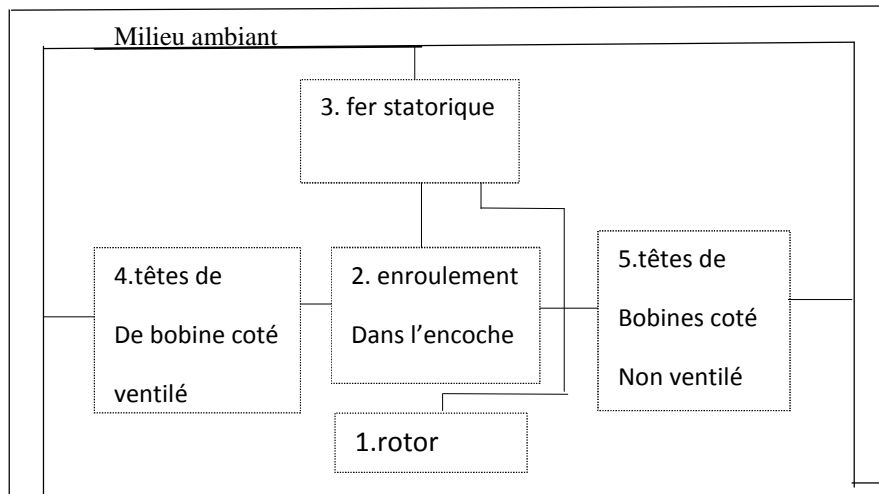 Milieu ambiant
3. fer statorique
4.têtes de
De bobine coté
ventilé
2. enroulement
Dans l'encoche
5.têtes de
Bobines coté
Non ventilé
1.rotor